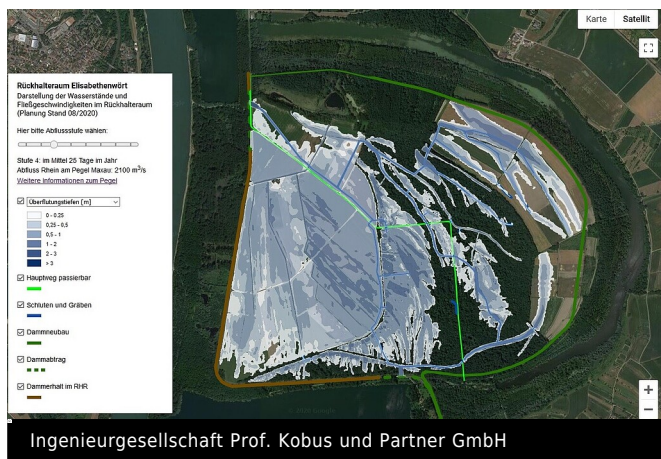 Karte Satellit
Rückhalteraum Elisabethenwört
Darstellung der Wasserstände und
Fließgeschwindigkeiten im Rückhalteraum
(Planung Stand 08/2020)
Hier bitte Abflussstufe wählen:
Stufe 4: im Mittel 25 Tage im Jahr
Abfluss Rhein am Pegel Maxau: 2100 m³/s
Weitere Informationen zum Pegel
Überflutungstiefen [m]
0 - 0.25
0,25 - 0,5
0,5 - 1
1 - 2
2 - 3
> 3
Hauptweg passierbar
Schluten und Gräben
Dammneubau
Dammabtrag
Dammerhalt im RHR
+
−
Ingenieurgesellschaft Prof. Kobus und Partner GmbH